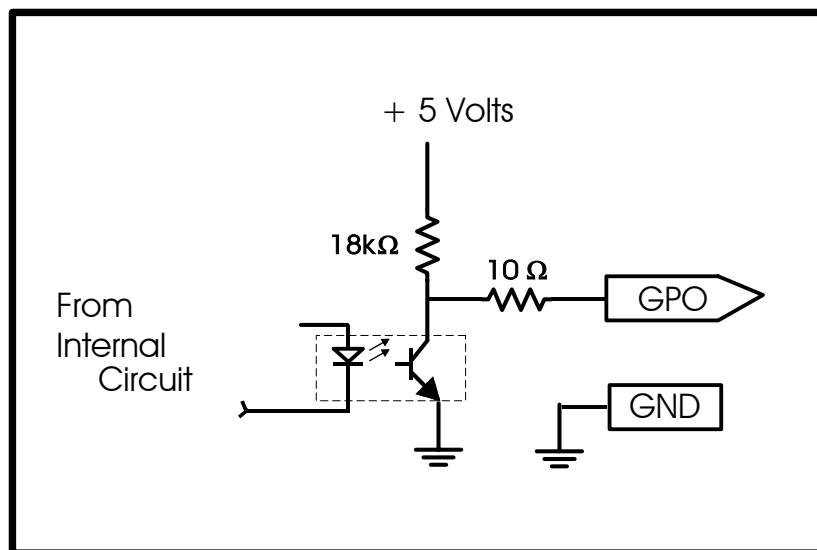 + 5 Volts
18kΩ
10 Ω
GPO
From
Internal
Circuit
GND